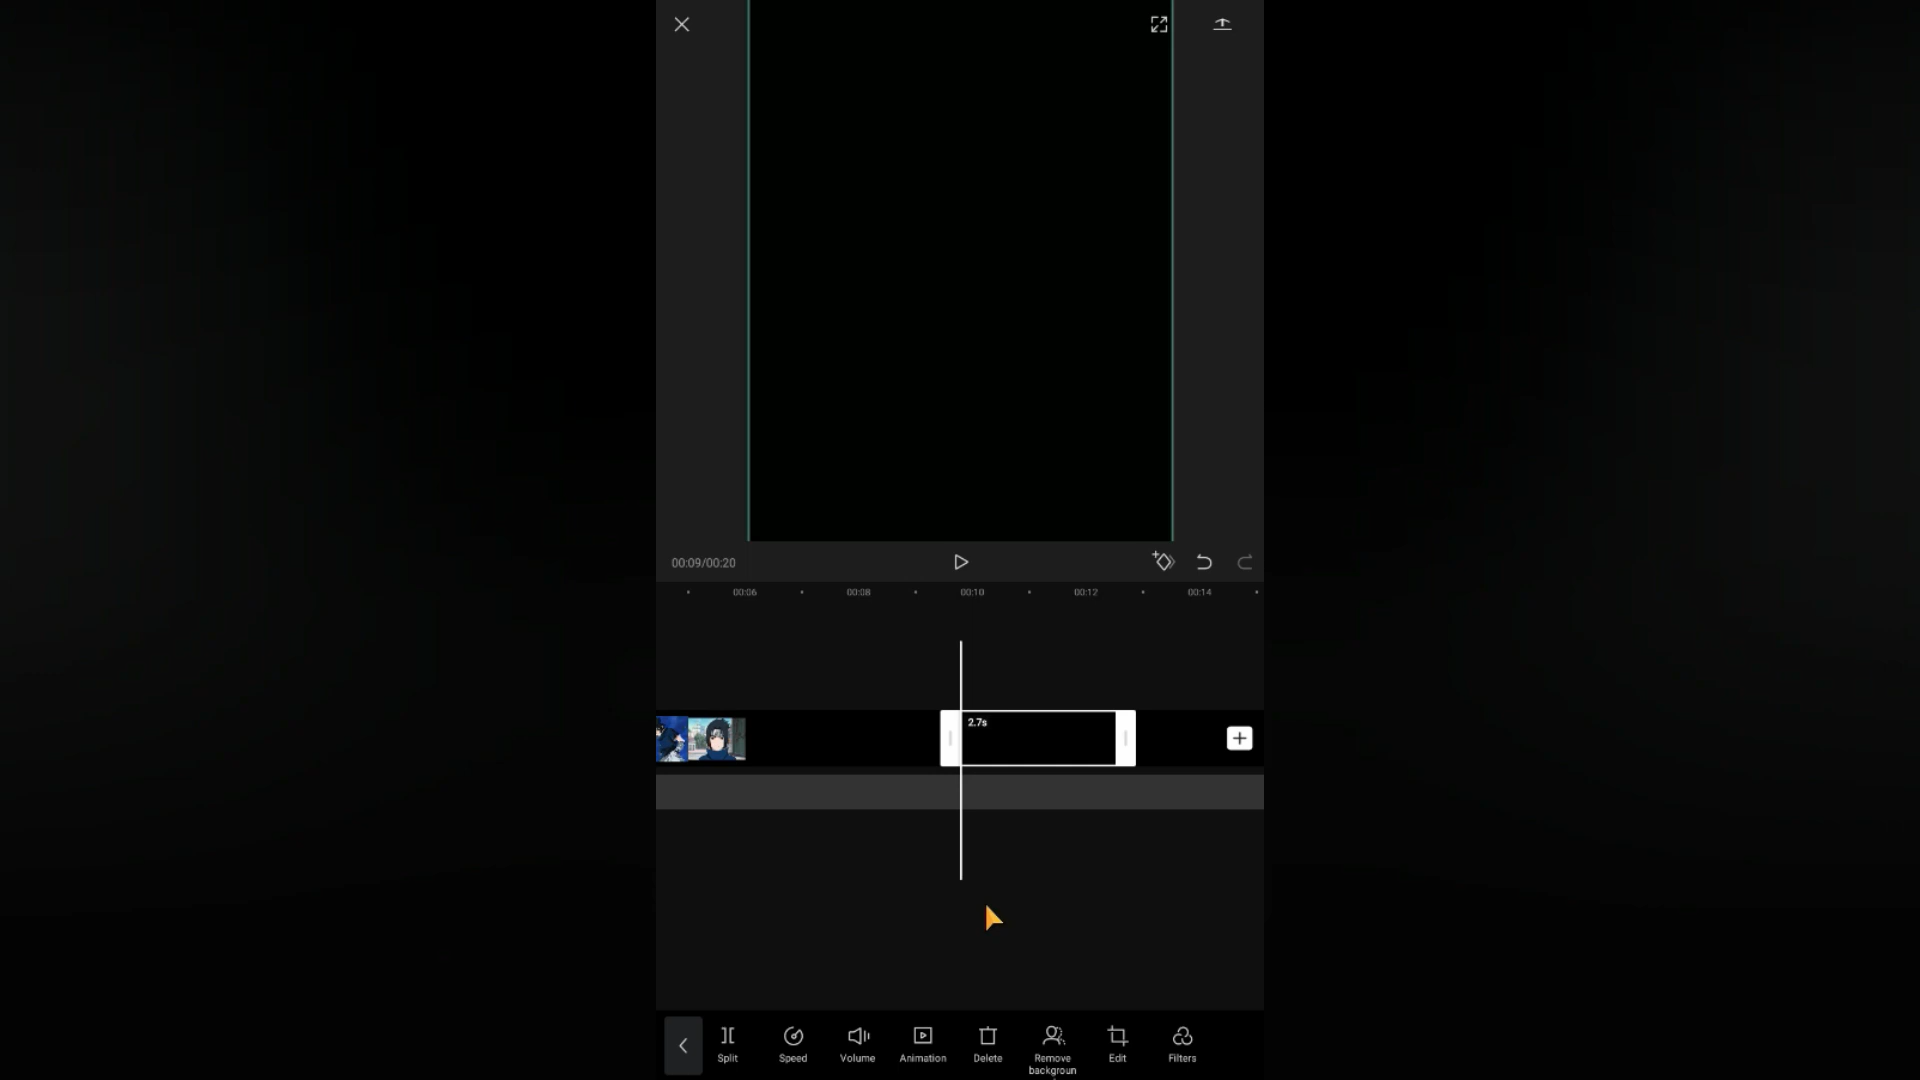 00:09/00:20
00:06 00:08 00:10 00:12 00:14
2.7s
Split Speed Volume Animation Delete Remove Edit Filters
backgroun